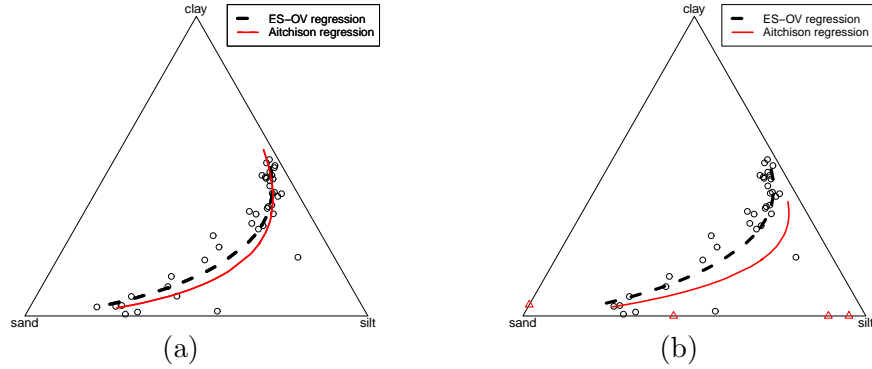 clay
ES−OV regression
Aitchison regression
sand
silt
(a)
clay
ES−OV regression
Aitchison regression
sand
silt
(b)